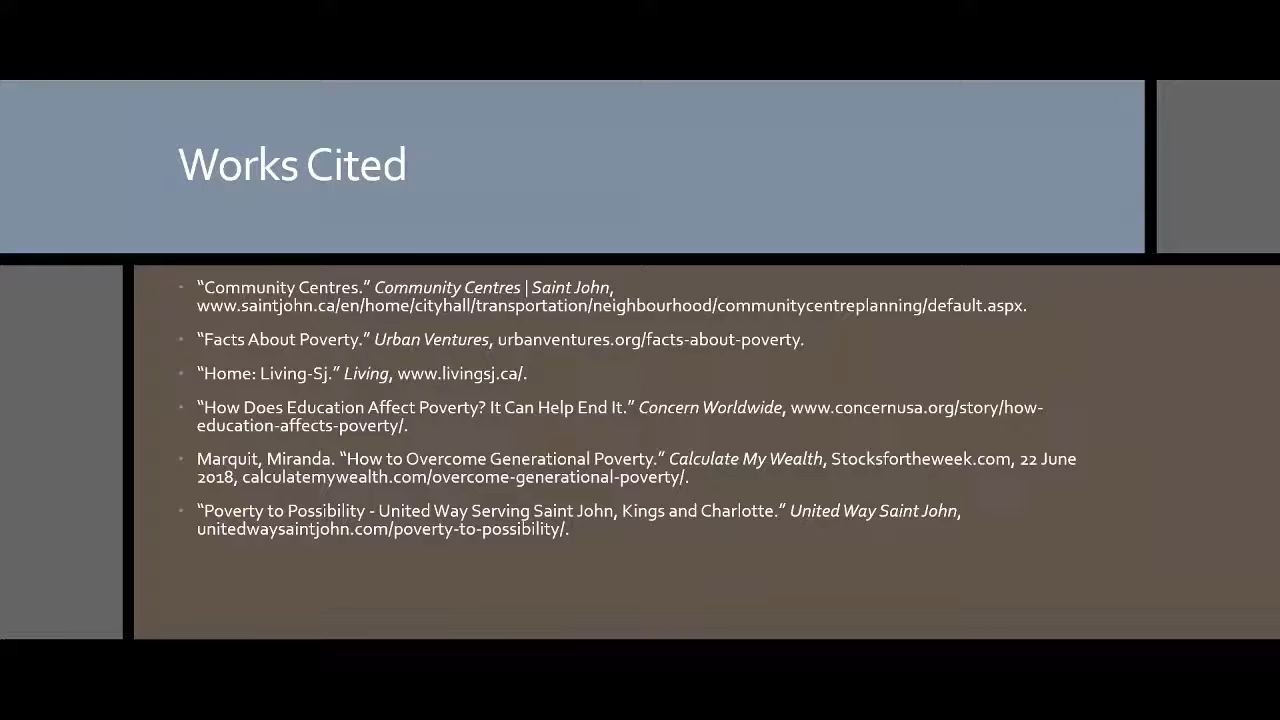 Works Cited
“Community Centres.” Community Centres | Saint John,
www.saintjohn.ca/en/home/cityhall/transportation/neighbourhood/communitycentreplanning/default.aspx.
“Facts About Poverty.” Urban Ventures, urbanventures.org/facts-about-poverty.
“Home: Living-Sj.” Living, www.livingsj.ca/.
“How Does Education Affect Poverty? It Can Help End It.” Concern Worldwide, www.concernusa.org/story/how-
education-affects-poverty/.
Marquit, Miranda. “How to Overcome Generational Poverty.” Calculate My Wealth, Stocksfortheweek.com, 22 June
2018, calculatemywealth.com/overcome-generational-poverty/.
“Poverty to Possibility - United Way Serving Saint John, Kings and Charlotte.” United Way Saint John,
unitedwaysaintjohn.com/poverty-to-possibility/.